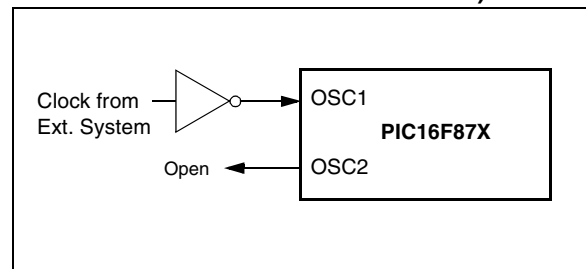 Clock from
Ext. System
OSC1
PIC16F87X
Open
OSC2